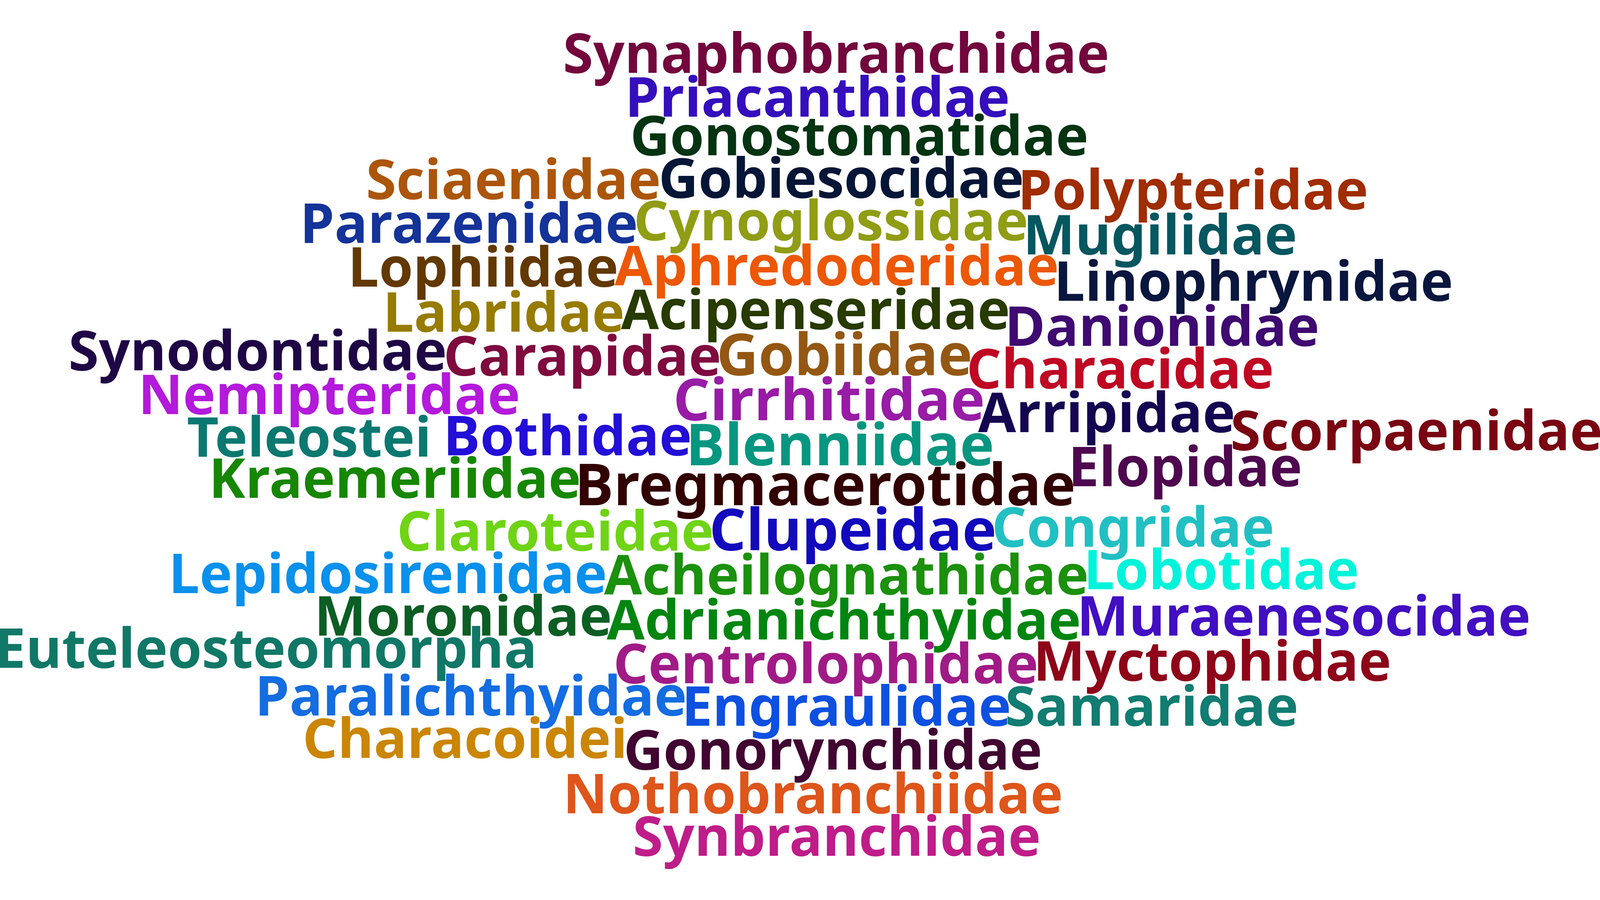 Synaphobranchidae
Priacanthidae
Gonostomatidae
Sciaenidae Gobiesocidae Polypteridae
Parazenidae Cynoglossidae Mugilidae
Lophiidae Aphredoderidae Linophrynidae
Labridae Acipenseridae Danionidae
Synodontidae Carapidae Gobiidae Characidae
Nemipteridae Cirrhitidae Arripidae
Teleostei Bothidae Blenniidae Scorpaenidae
Kraemeriidae Bregmacerotidae Elopidae
Claroteidae Clupeidae Congridae
Lepidosirenidae Acheilognathidae Lobotidae
Moronidae Adrianichthyidae Muraenesocidae
Euteleosteomorpha Centrolophidae Myctophidae
Paralichthyidae Engraulidae Samaridae
Characoidei Gonorynchidae
Nothobranchiidae
Synbranchidae